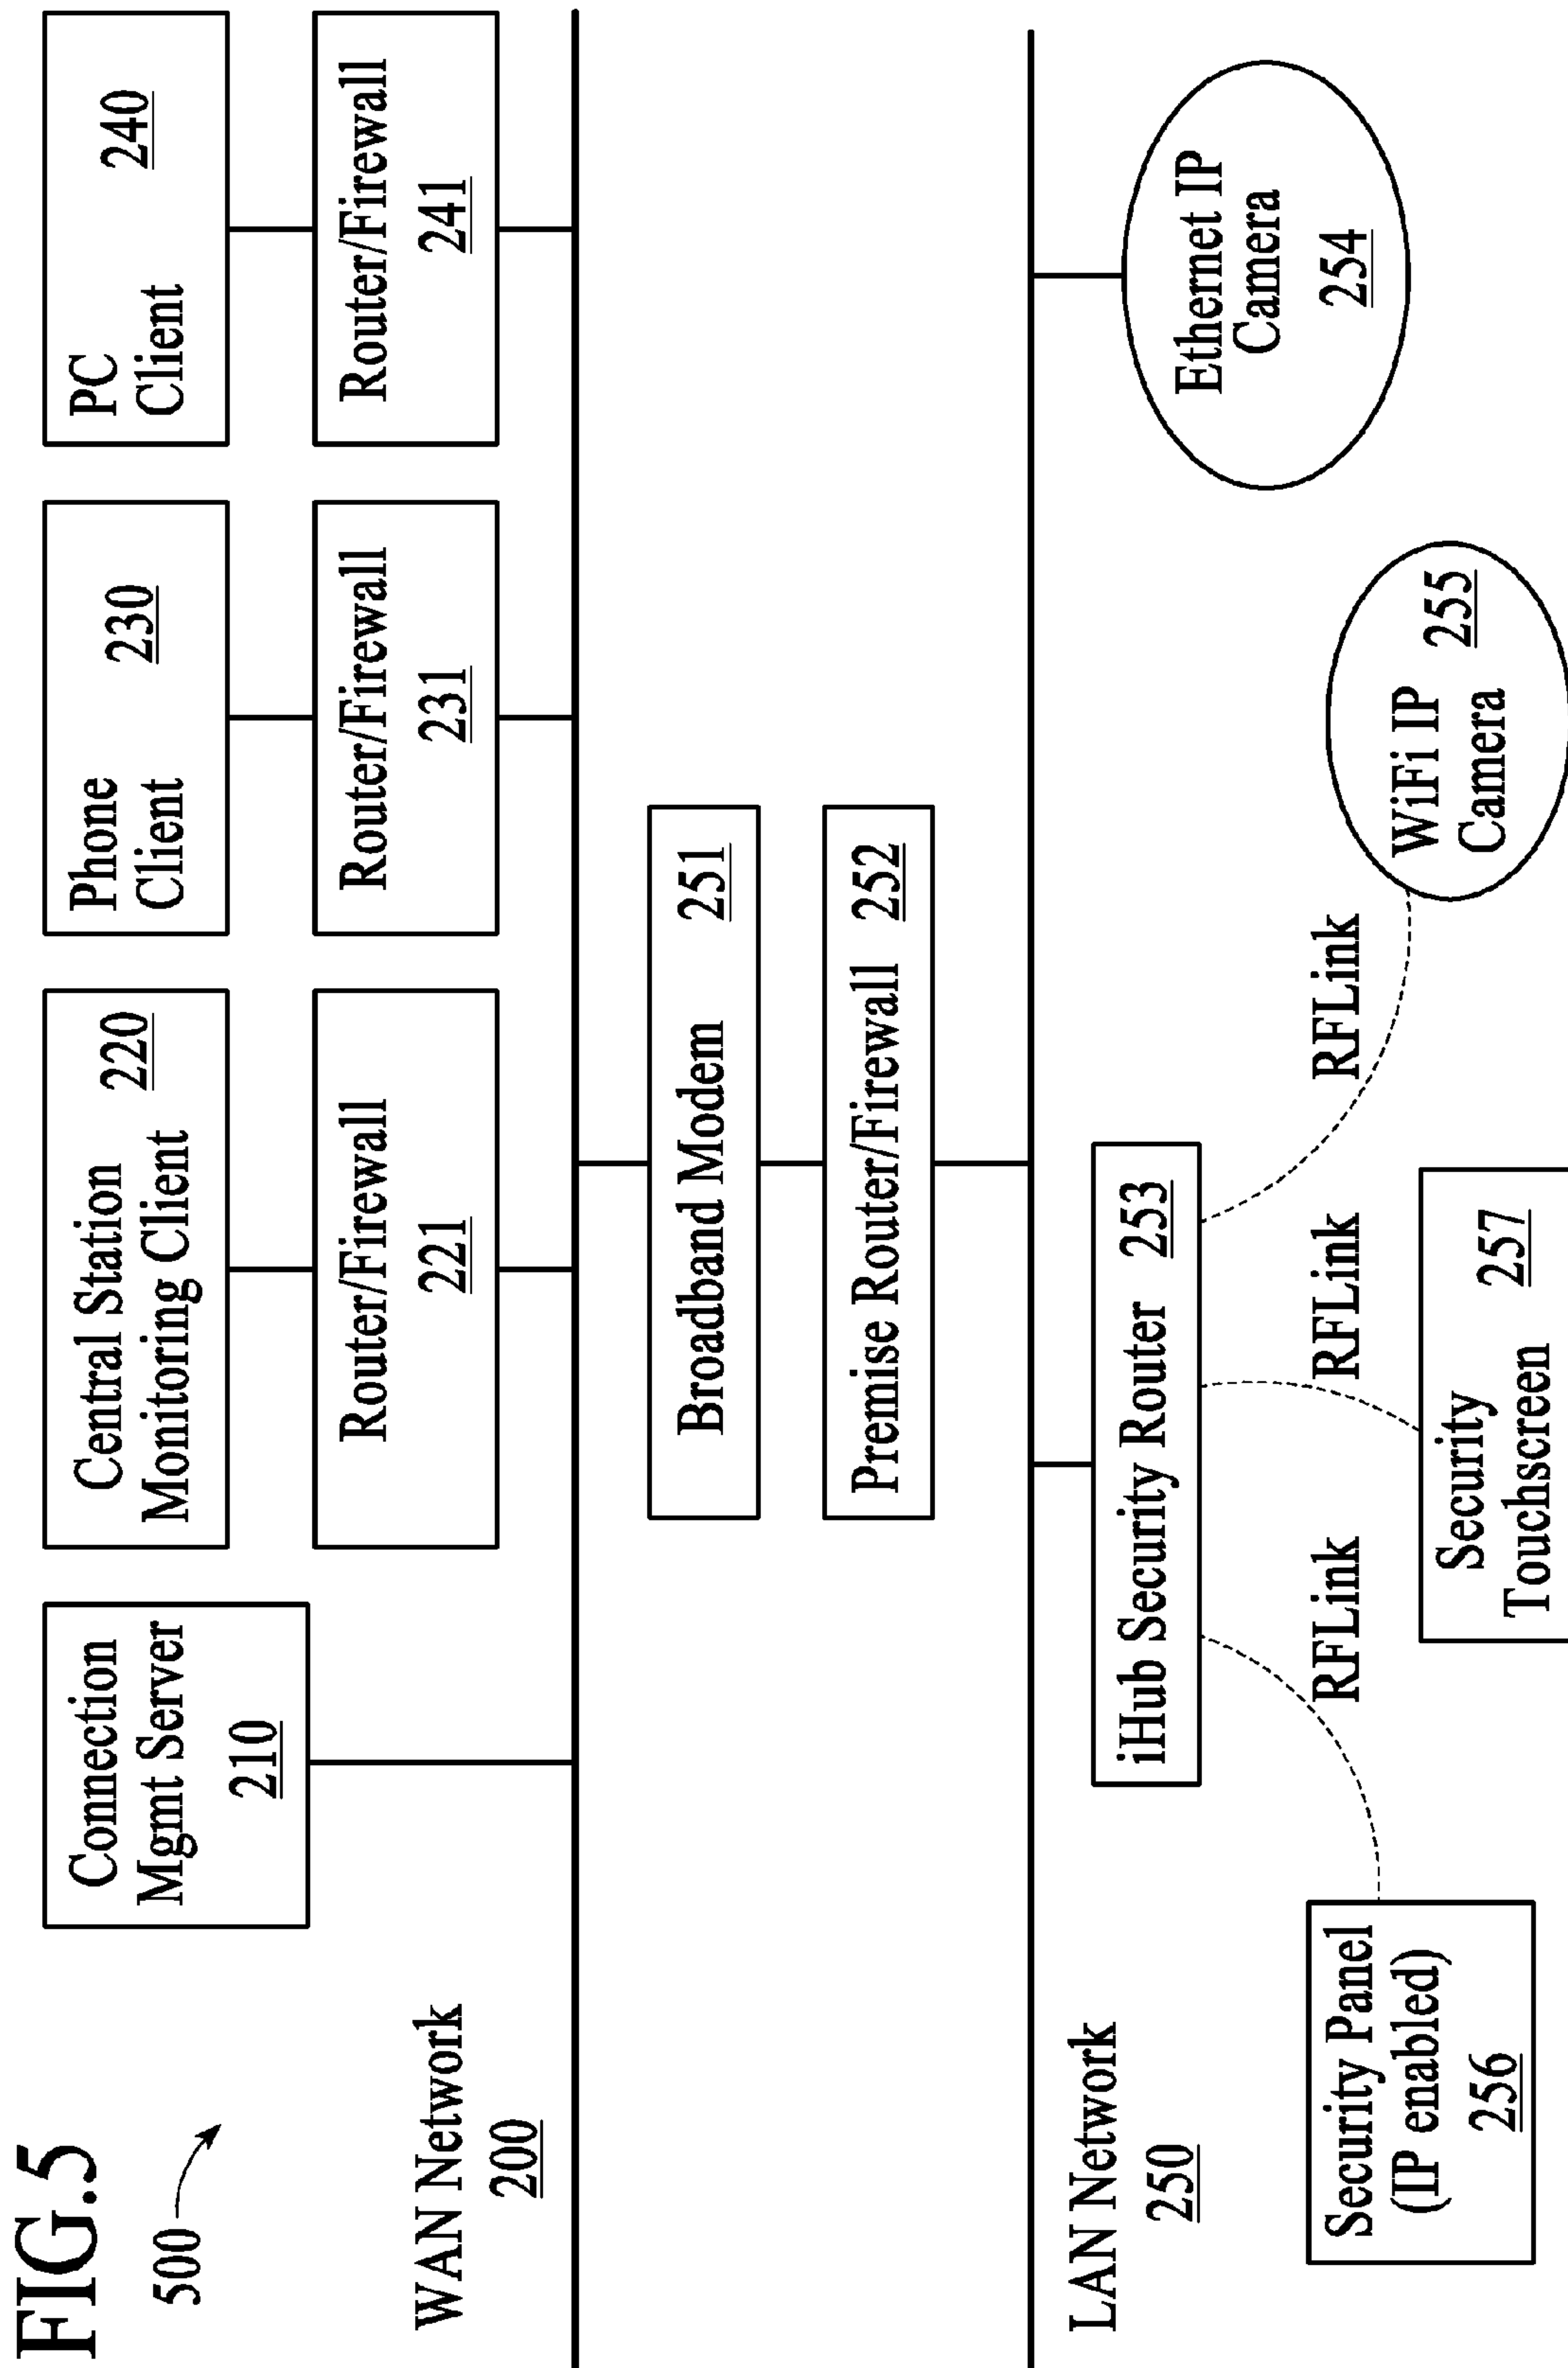 FIG.5
500
Connection
Mgmt Server
210
Central Station
Monitoring Client
220
Phone
Client
230
PC
Client
240
Router/Firewall
221
Router/Firewall
231
Router/Firewall
241
WAN Network
200
Broadband Modem 251
Premise Router/Firewall 252
LAN Network
250
iHub Security Router 253
Ethernet IP
Camera
254
RFLink
RFLink
RFLink
Security Panel
(IP enabled)
256
Security
Touchscreen
257
WiFi IP
Camera
255